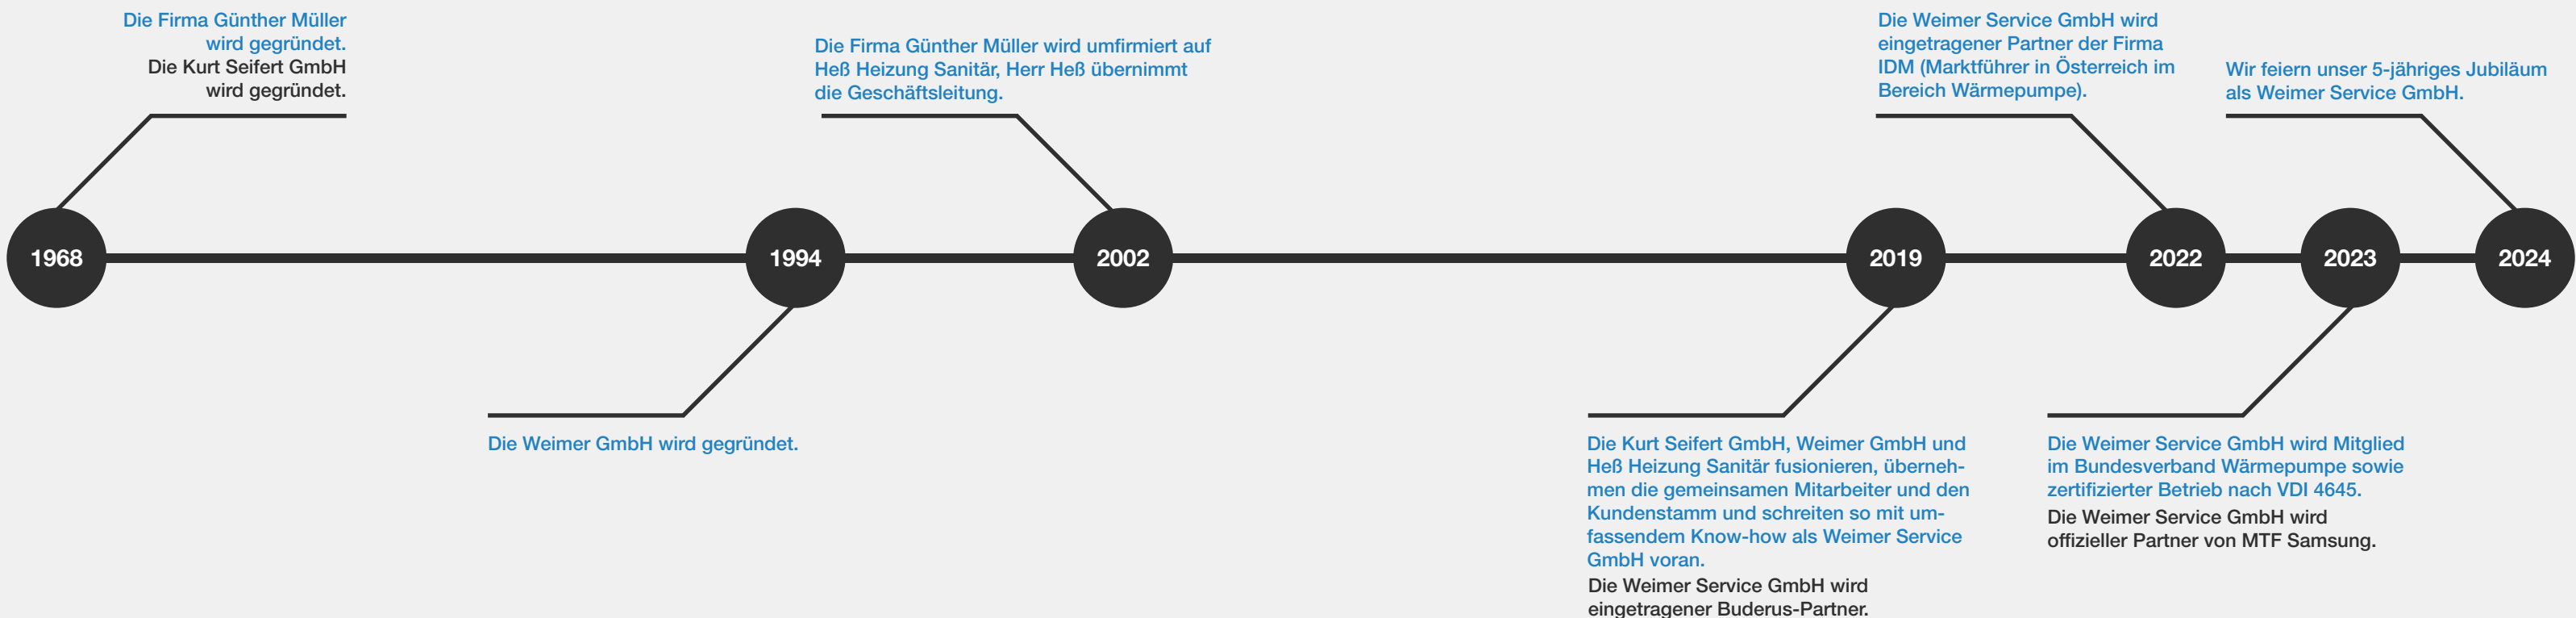 Die Firma Günther Müller
wird gegründet.
Die Kurt Seifert GmbH
wird gegründet.
Die Firma Günther Müller wird umfirmiert auf
Heß Heizung Sanitär, Herr Heß übernimmt
die Geschäftsleitung.
Die Weimer Service GmbH wird
eingetragener Partner der Firma
IDM (Marktführer in Österreich im
Bereich Wärmepumpe).
Wir feiern unser 5-jähriges Jubiläum
als Weimer Service GmbH.
1968
1994
2002
2019
2022
2023
2024
Die Weimer GmbH wird gegründet.
Die Kurt Seifert GmbH, Weimer GmbH und
Heß Heizung Sanitär fusionieren, überneh-
men die gemeinsamen Mitarbeiter und den
Kundenstamm und schreiten so mit um-
fassendem Know-how als Weimer Service
GmbH voran.
Die Weimer Service GmbH wird
eingetragener Buderus-Partner.
Die Weimer Service GmbH wird Mitglied
im Bundesverband Wärmepumpe sowie
zertifizierter Betrieb nach VDI 4645.
Die Weimer Service GmbH wird
offizieller Partner von MTF Samsung.